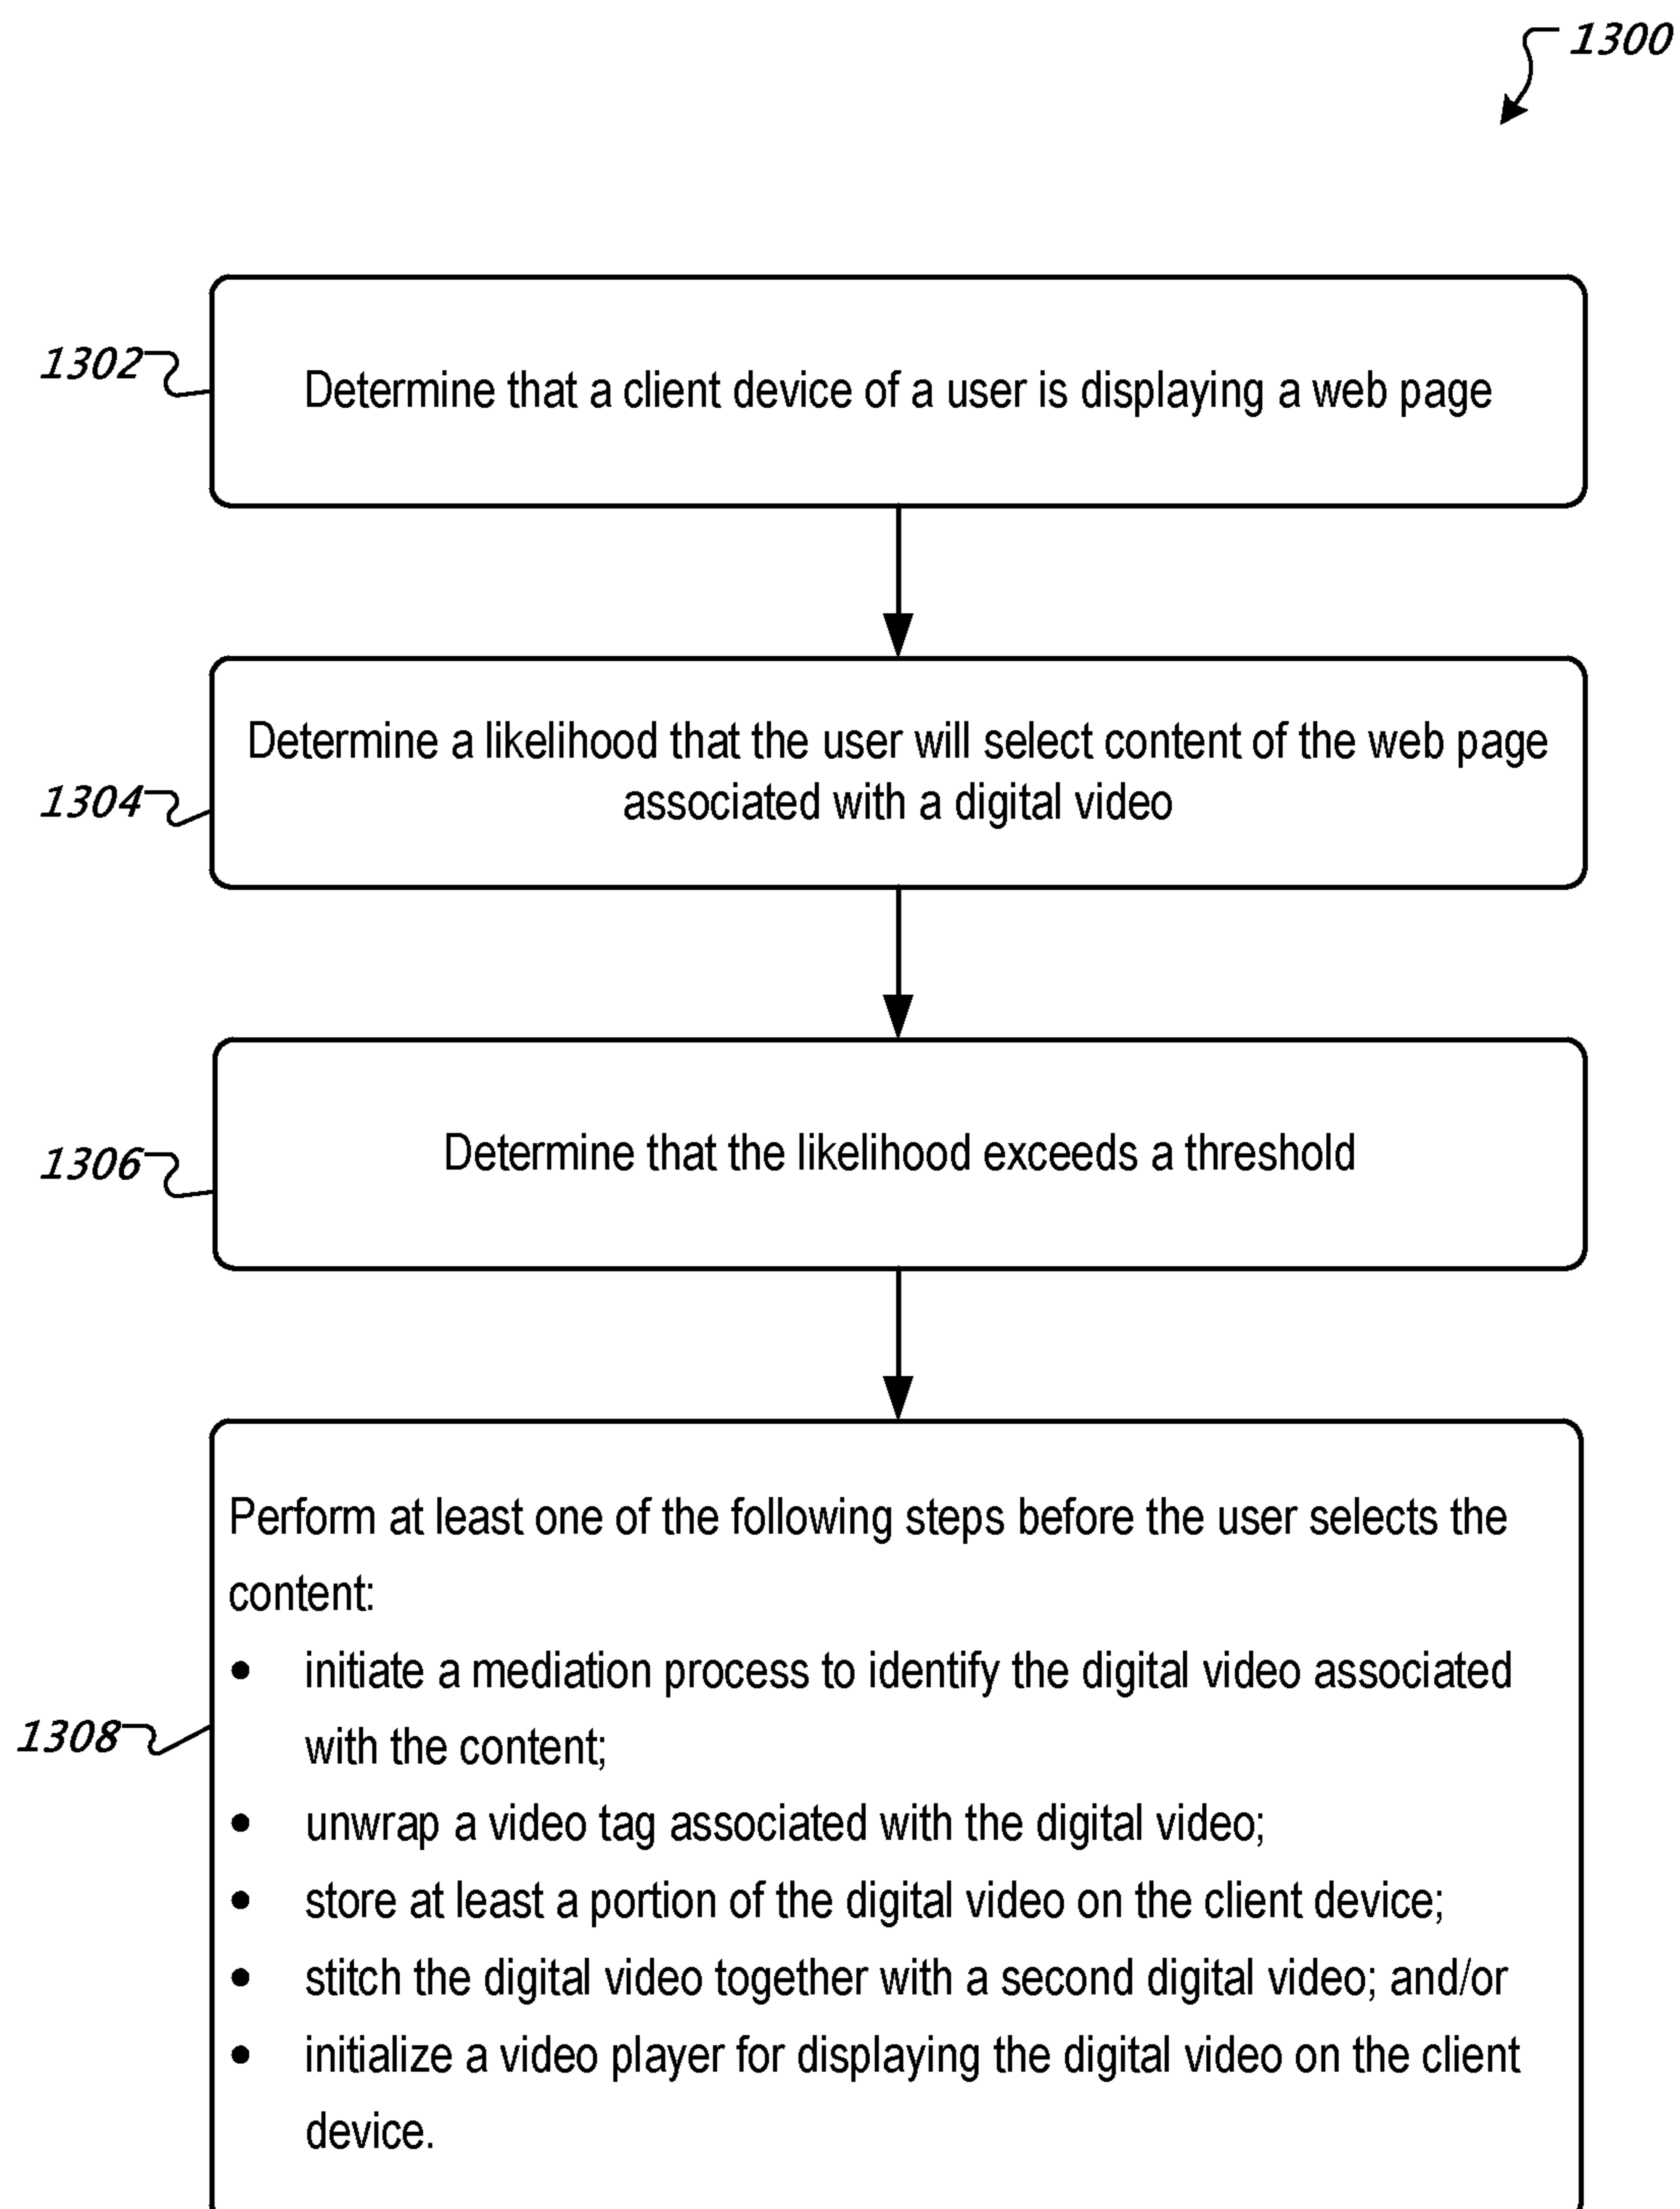 1300
1302
Determine that a client device of a user is displaying a web page
Determine a likelihood that the user will select content of the web page
associated with a digital video
1304
Determine that the likelihood exceeds a threshold
1306
Perform at least one of the following steps before the user selects the
content:
• initiate a mediation process to identify the digital video associated
with the content;
1308
• unwrap a video tag associated with the digital video;
• store at least a portion of the digital video on the client device;
• stitch the digital video together with a second digital video; and/or
• initialize a video player for displaying the digital video on the client
device.